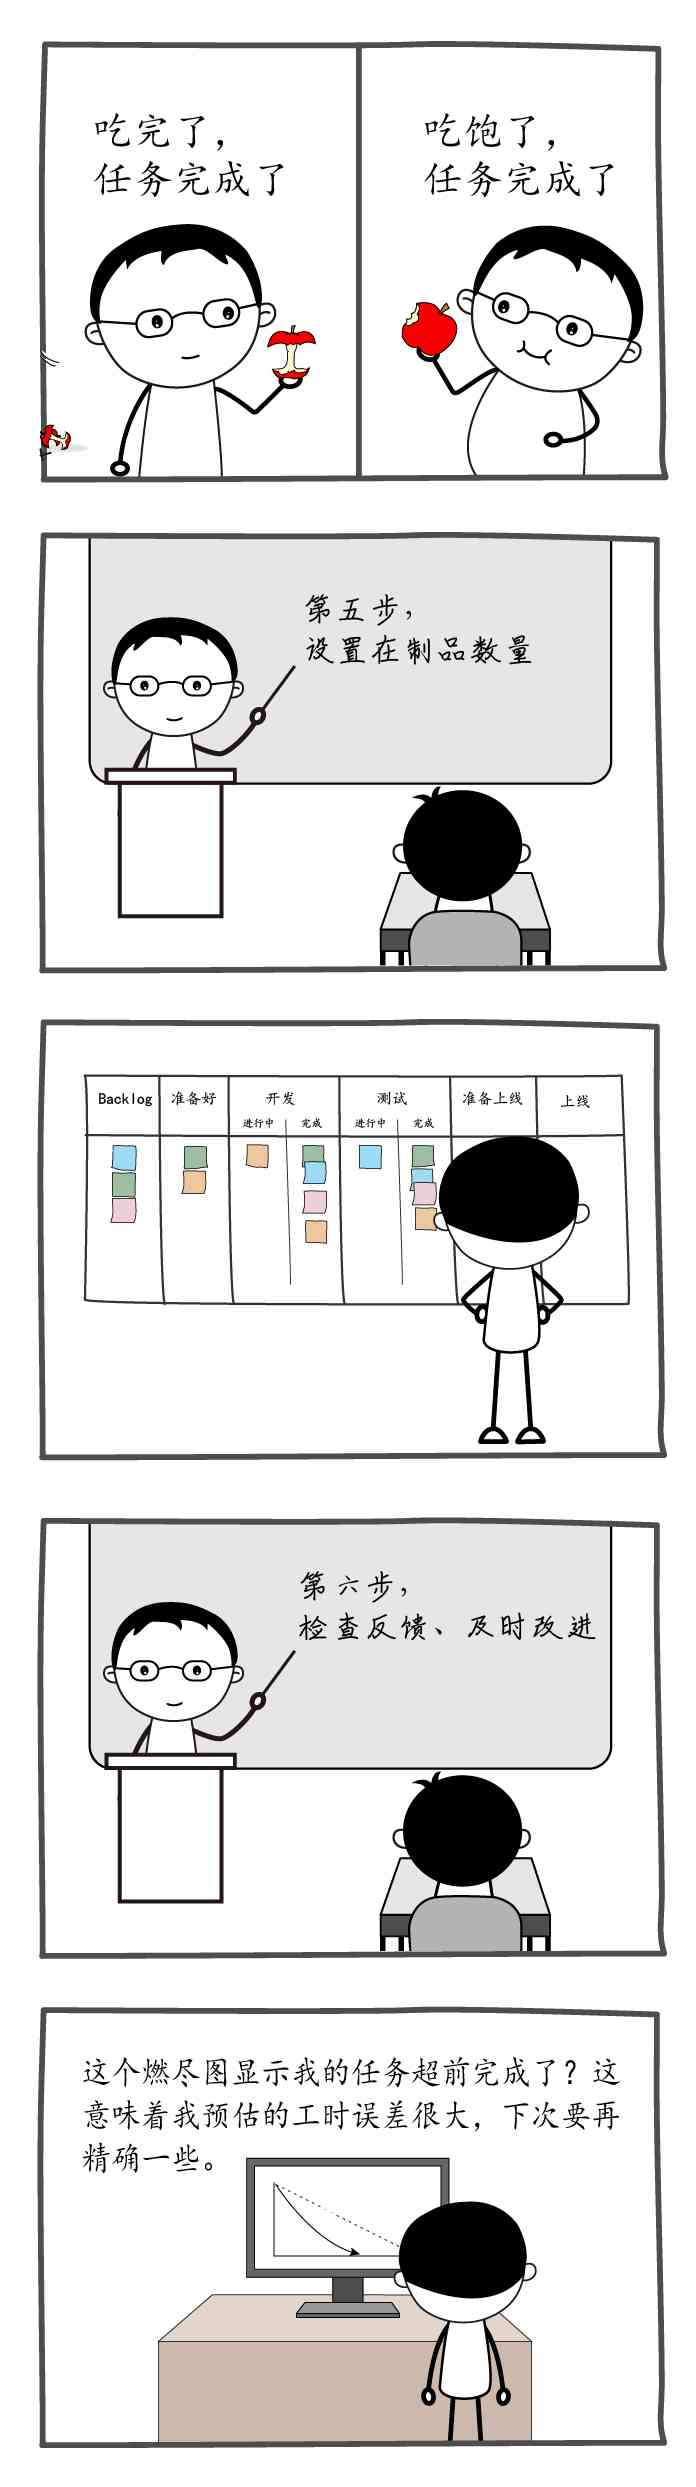 吃完了，
任务完成了
吃饱了，
任务完成了
第五步，
设置在制品数量
Backlog 准备好 开发 测试 准备上线 上线
进行中 完成 进行中 完成
第六步，
检查反馈、及时改进
这个燃尽图显示我的任务超前完成了？这
意味着我预估的工时误差很大，下次要再
精确一些。